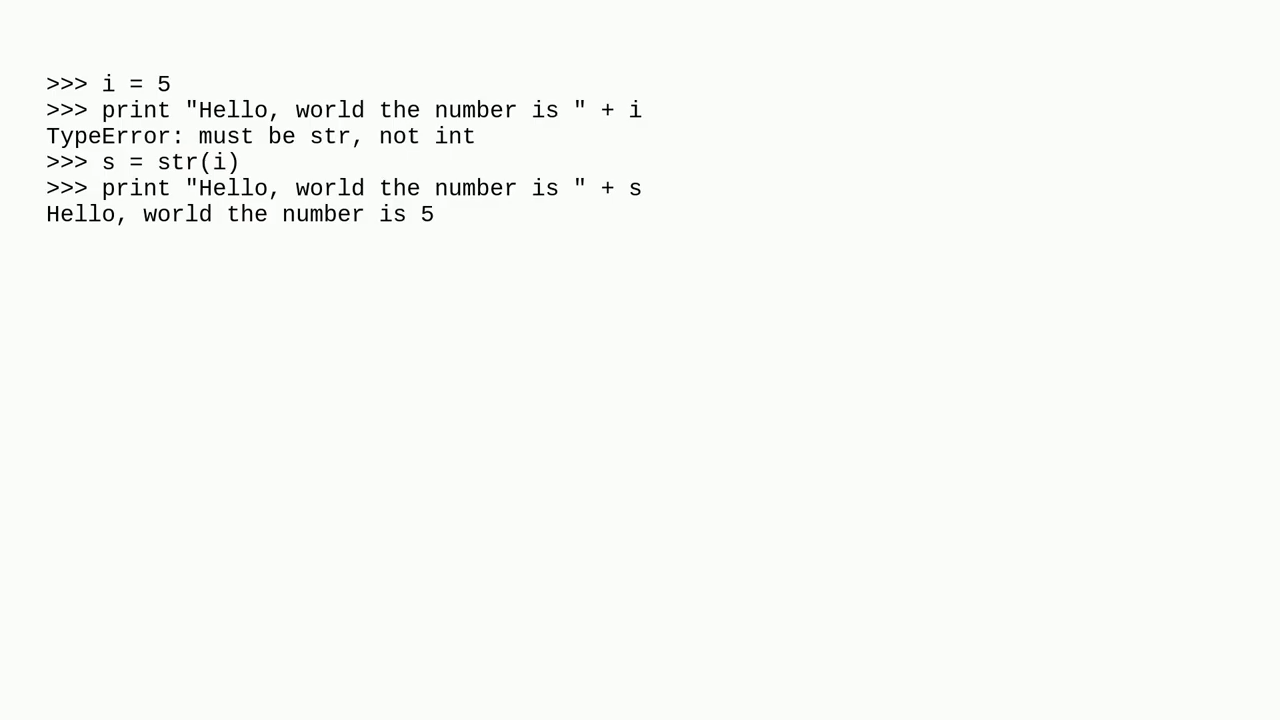 >>> i = 5
>>> print "Hello, world the number is " + i
TypeError: must be str, not int
>>> s = str(i)
>>> print "Hello, world the number is " + s
Hello, world the number is 5